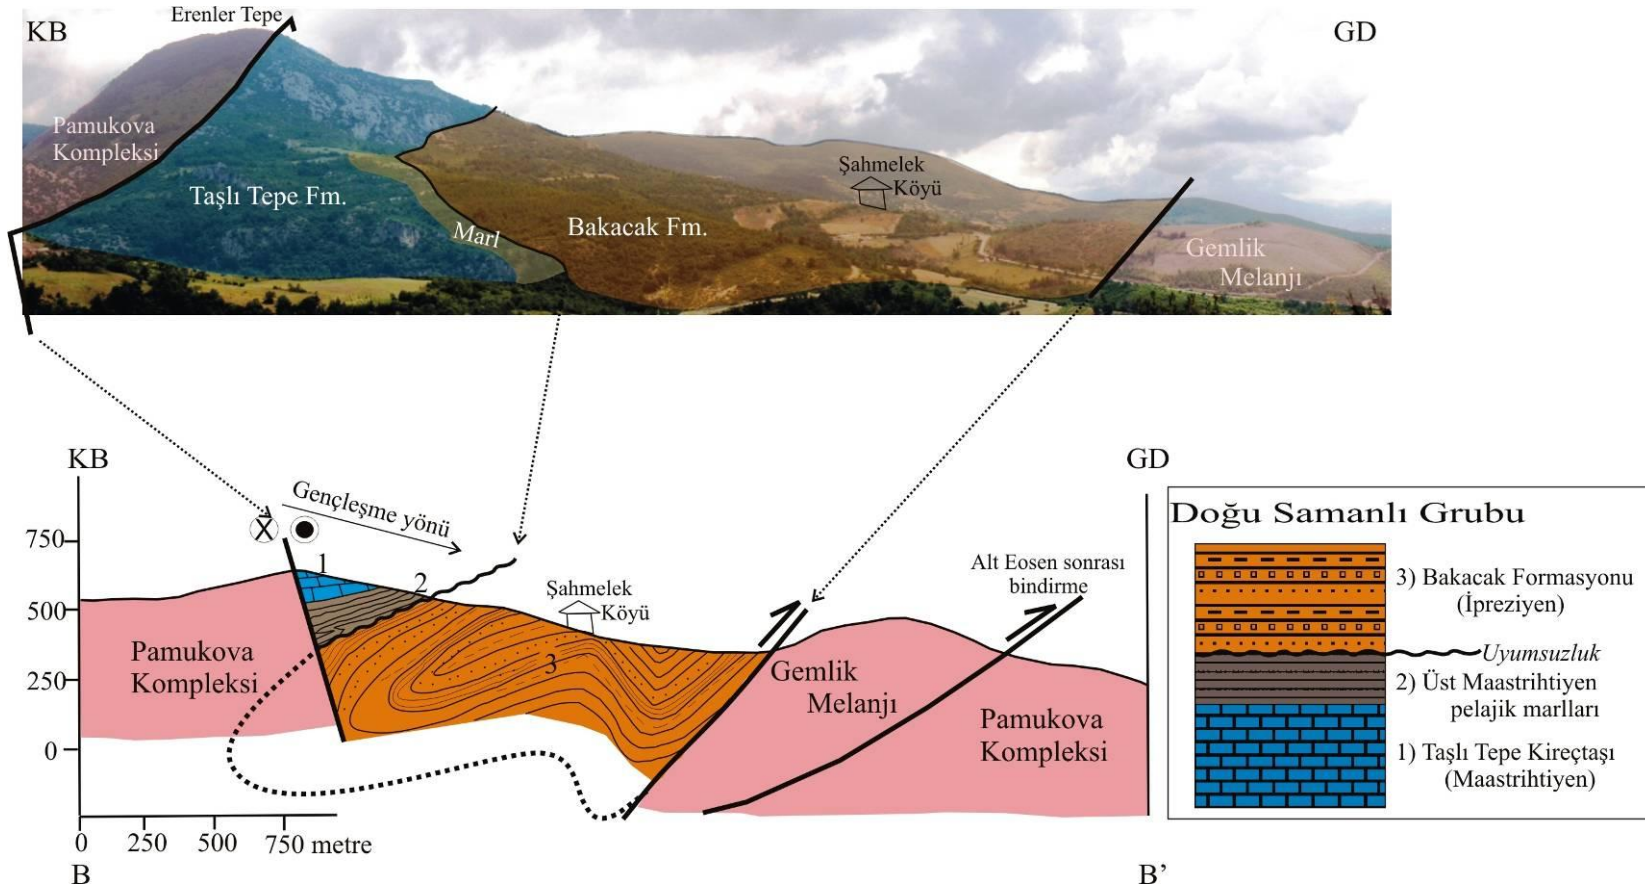 Erenler Tepe
KB
GD
Pamukova
Kompleksi
Taşlı Tepe Fm.
Marl
Bakacak Fm.
Şahmelek
Köyü
Gemlik
Melanjı
KB
GD
Gençleşme yönü
X
750
500
250
0
1
2
3
Şahmelek
Köyü
Alt Eosen sonrası
bindirme
Pamukova
Kompleksi
Gemlik
Melanjı
Pamukova
Kompleksi
0 250 500 750 metre
B
B’
Doğu Samanlı Grubu
3) Bakacak Formasyonu
(İpreziyen)
Uyumsuzluk
2) Üst Maastrihtiyen
pelajik marlları
1) Taşlı Tepe Kireçtaşı
(Maastrihtiyen)